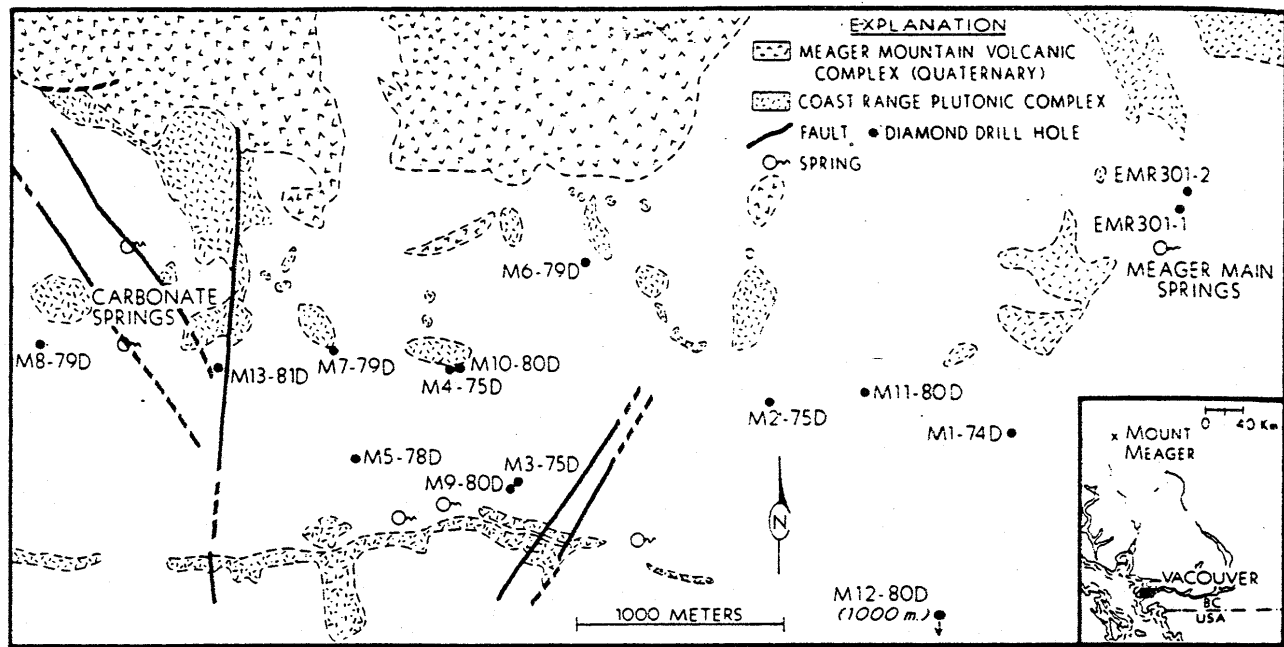 EXPLANATION
MEAGER MOUNTAIN VOLCANIC
COMPLEX (QUATERNARY)
COAST RANGE PLUTONIC COMPLEX
FAULT
DIAMOND DRILL HOLE
SPRING
EMR301-2
EMR301-1
MEAGER MAIN
SPRINGS
M6-79D
CARBONATE
SPRINGS
M8-79D
M13-81D
M7-79D
M10-80D
M4-75D
M11-80D
M2-75D
M1-74D
M5-78D
M3-75D
M9-80D
N
1000 METERS
M12-80D
(1000 m.)
0 40 Km
x MOUNT
MEAGER
VACOUVER
BC
USA